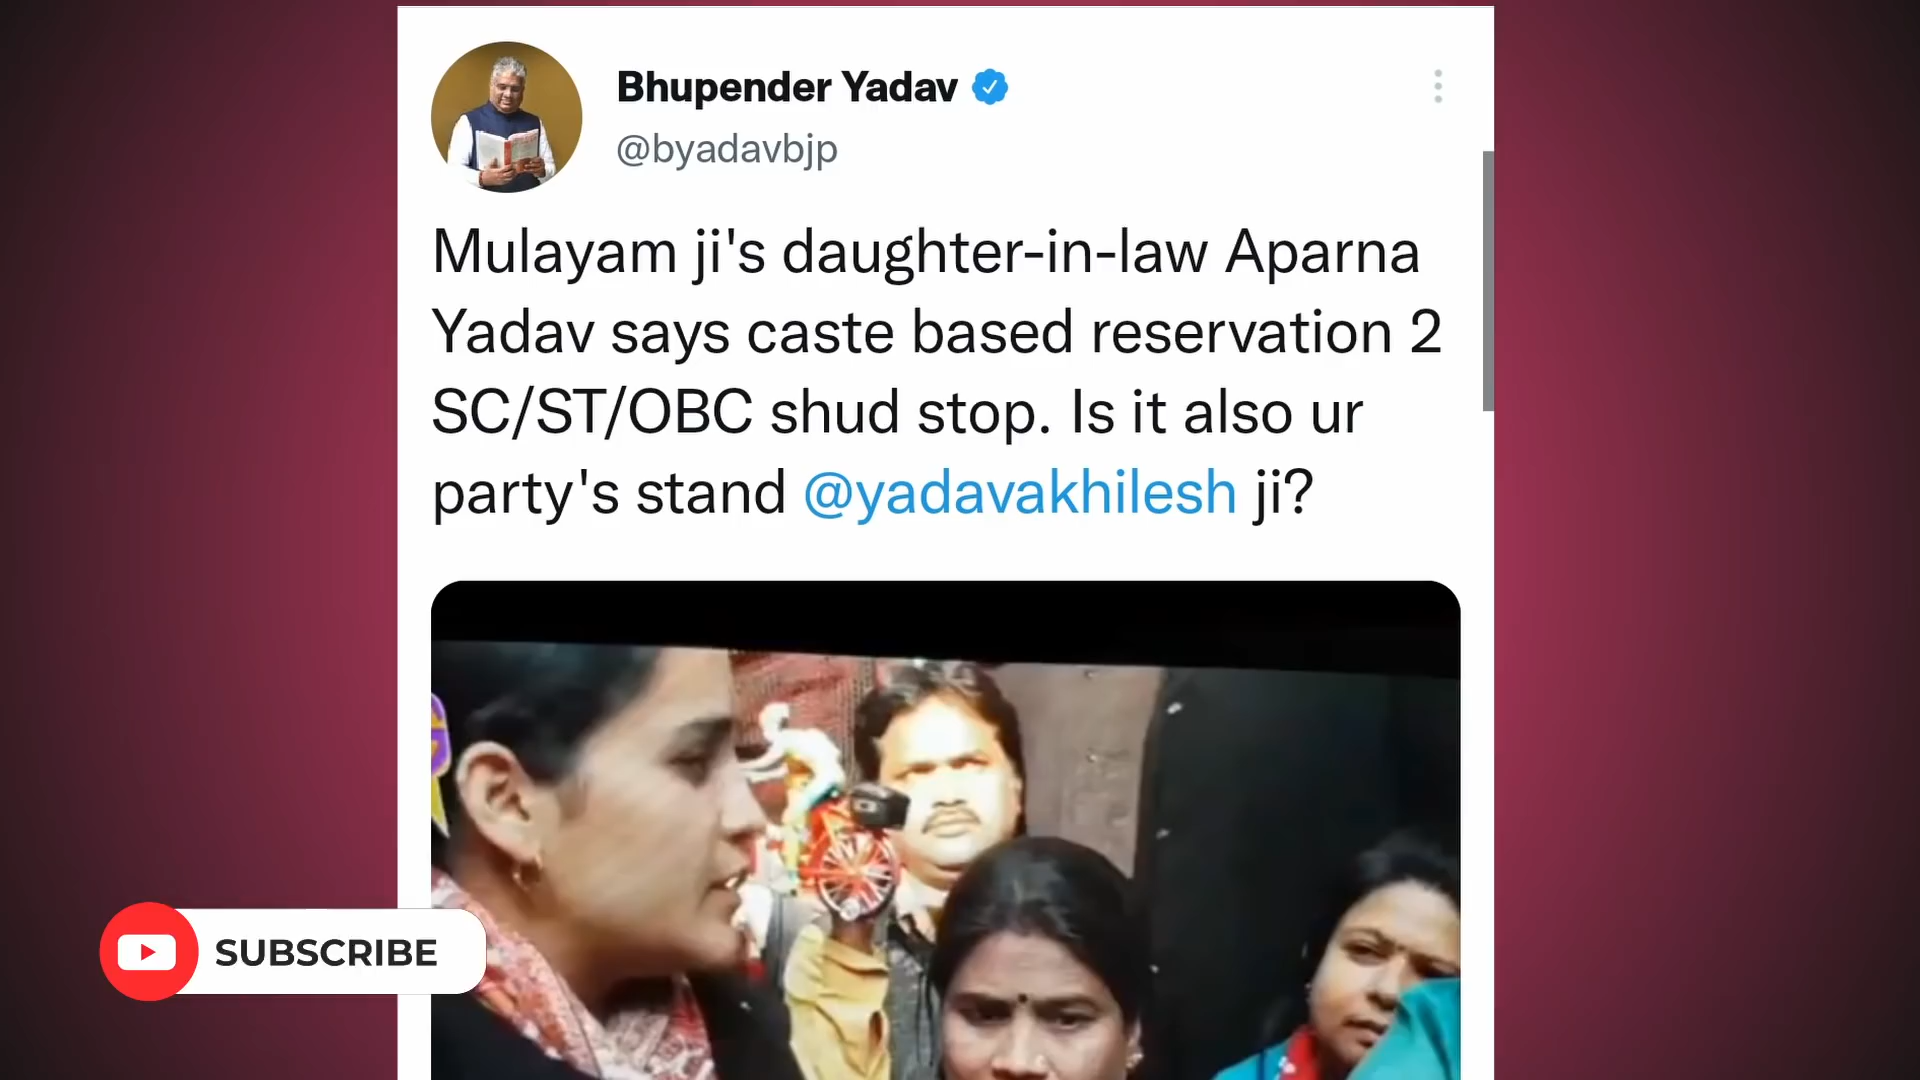 Bhupender Yadav
@byadavbjp
Mulayam ji's daughter-in-law Aparna
Yadav says caste based reservation 2
SC/ST/OBC shud stop. Is it also ur
party's stand @yadavakhilesh ji?
SUBSCRIBE